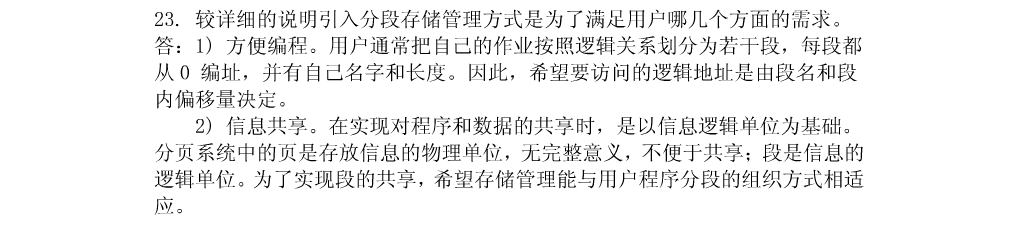 23. 较详细的说明引入分段存储管理方式是为了满足用户哪几个方面的需求。
答：1) 方便编程。用户通常把自己的作业按照逻辑关系划分为若干段，每段都
从0 编址，并有自己名字和长度。因此，希望要访问的逻辑地址是由段名和段
内偏移量决定。
2) 信息共享。在实现对程序和数据的共享时，是以信息逻辑单位为基础。
分页系统中的页是存放信息的物理单位，无完整意义，不便于共享；段是信息的
逻辑单位。为了实现段的共享，希望存储管理能与用户程序分段的组织方式相适
应。